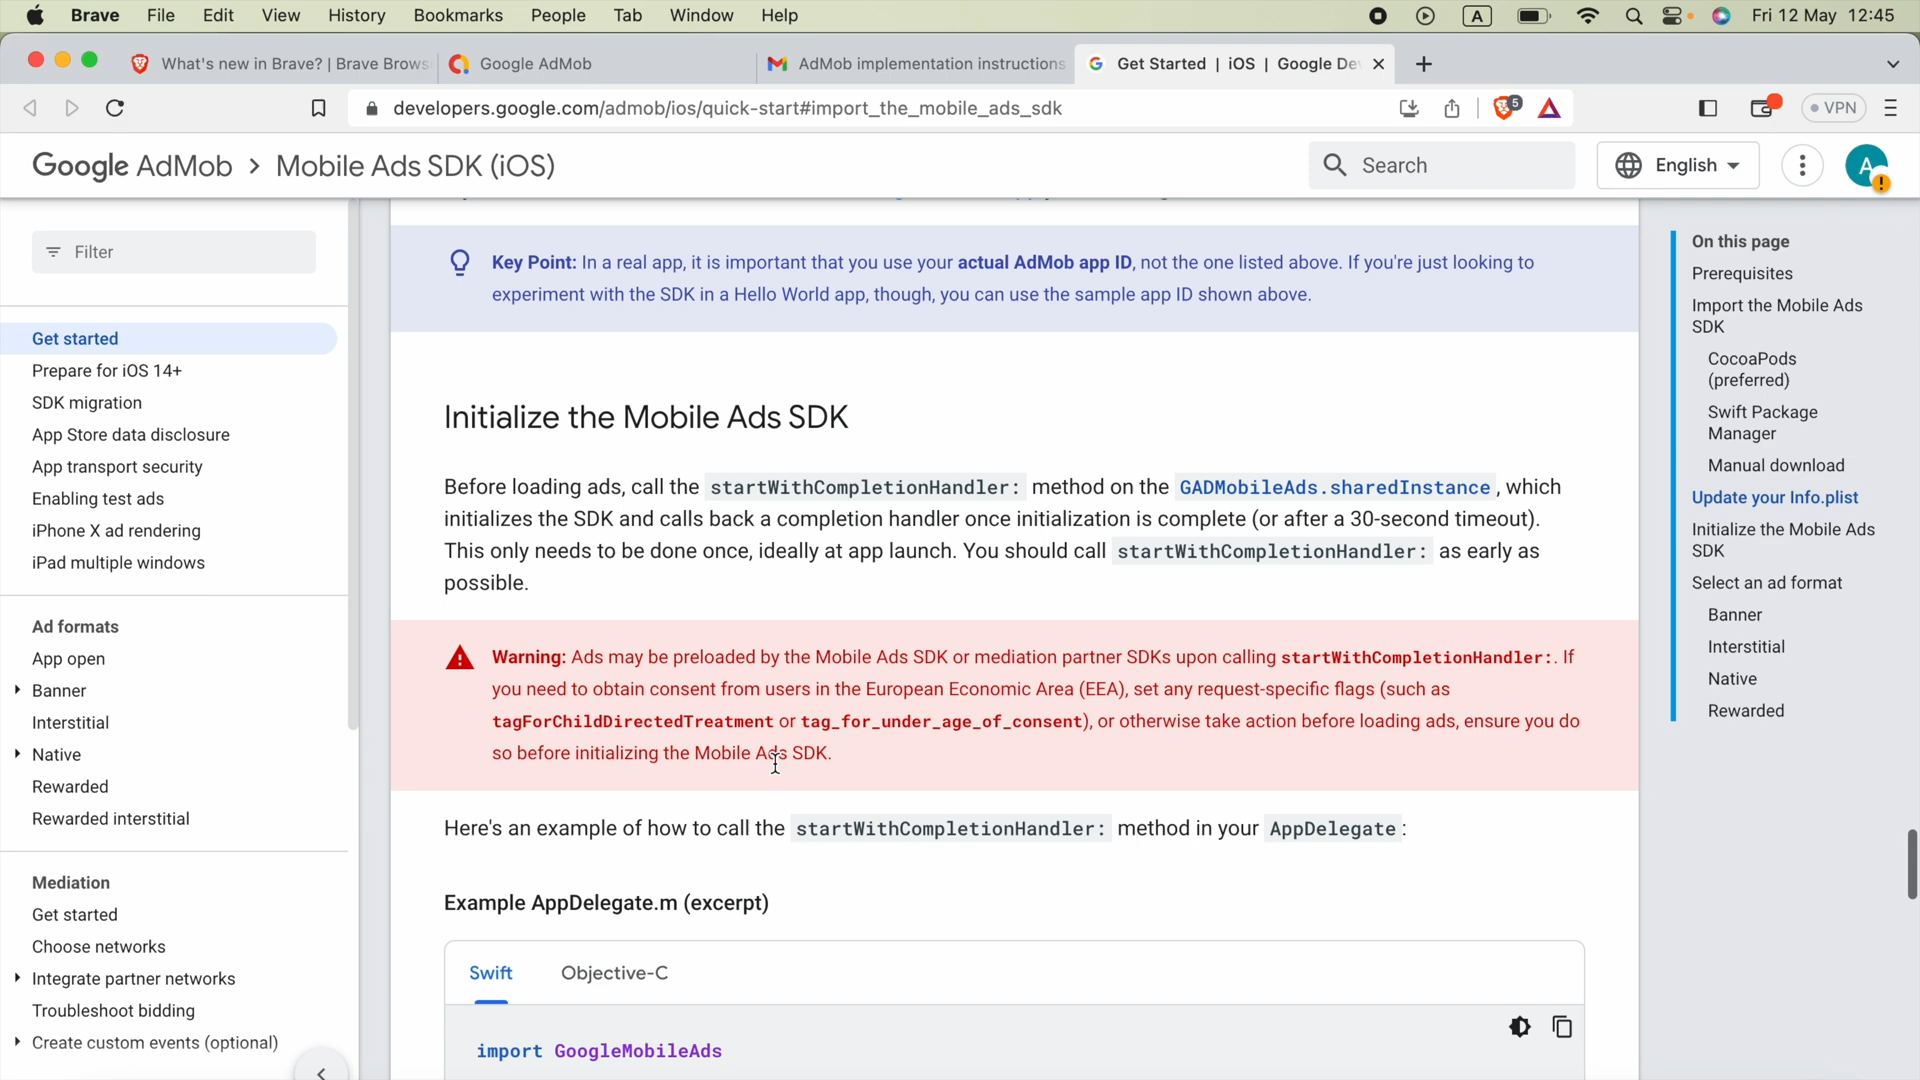 Brave File Edit View History Bookmarks People Tab Window Help A Fri 12 May 12:45
What's new in Brave? | Brave Brows
Google AdMob
AdMob implementation instructions
Get Started | iOS | Google De
developers.google.com/admob/ios/quick-start#import_the_mobile_ads_sdk
5
VPN
Google AdMob > Mobile Ads SDK (iOS)
Search
English
A
Filter
Get started
Prepare for iOS 14+
SDK migration
App Store data disclosure
App transport security
Enabling test ads
iPhone X ad rendering
iPad multiple windows
Ad formats
App open
Banner
Interstitial
Native
Rewarded
Rewarded interstitial
Mediation
Get started
Choose networks
Integrate partner networks
Troubleshoot bidding
Create custom events (optional)
Key Point: In a real app, it is important that you use your actual AdMob app ID, not the one listed above. If you're just looking to
experiment with the SDK in a Hello World app, though, you can use the sample app ID shown above.
Initialize the Mobile Ads SDK
Before loading ads, call the startWithCompletionHandler: method on the GADMobileAds.sharedInstance, which
initializes the SDK and calls back a completion handler once initialization is complete (or after a 30-second timeout).
This only needs to be done once, ideally at app launch. You should call startWithCompletionHandler: as early as
possible.
Warning: Ads may be preloaded by the Mobile Ads SDK or mediation partner SDKs upon calling startWithCompletionHandler:. If
you need to obtain consent from users in the European Economic Area (EEA), set any request-specific flags (such as
tagForChildDirectedTreatment or tag_for_under_age_of_consent), or otherwise take action before loading ads, ensure you do
so before initializing the Mobile Ads SDK.
Here's an example of how to call the startWithCompletionHandler: method in your AppDelegate:
Example AppDelegate.m (excerpt)
Swift Objective-C
import GoogleMobileAds
On this page
Prerequisites
Import the Mobile Ads
SDK
CocoaPods
(preferred)
Swift Package
Manager
Manual download
Update your Info.plist
Initialize the Mobile Ads
SDK
Select an ad format
Banner
Interstitial
Native
Rewarded